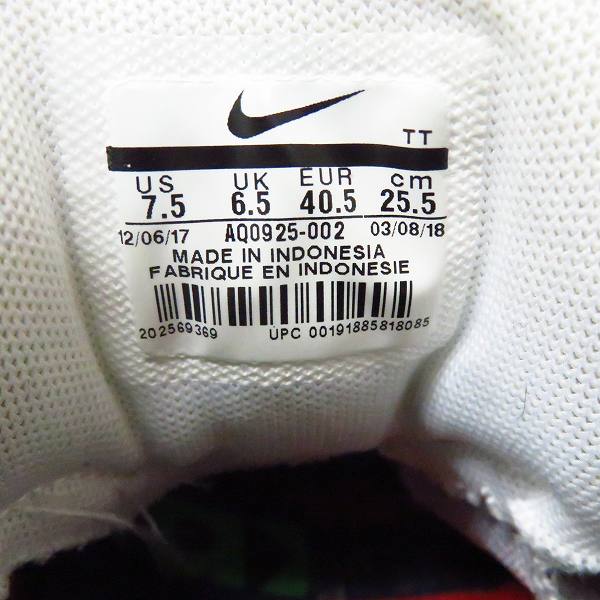 TT
US UK EUR cm
7.5 6.5 40.5 25.5
12/06/17 AQ0925-002 03/08/18
MADE IN INDONESIA
FABRIQUE EN INDONESIE
202569369 UPC 00191885818085